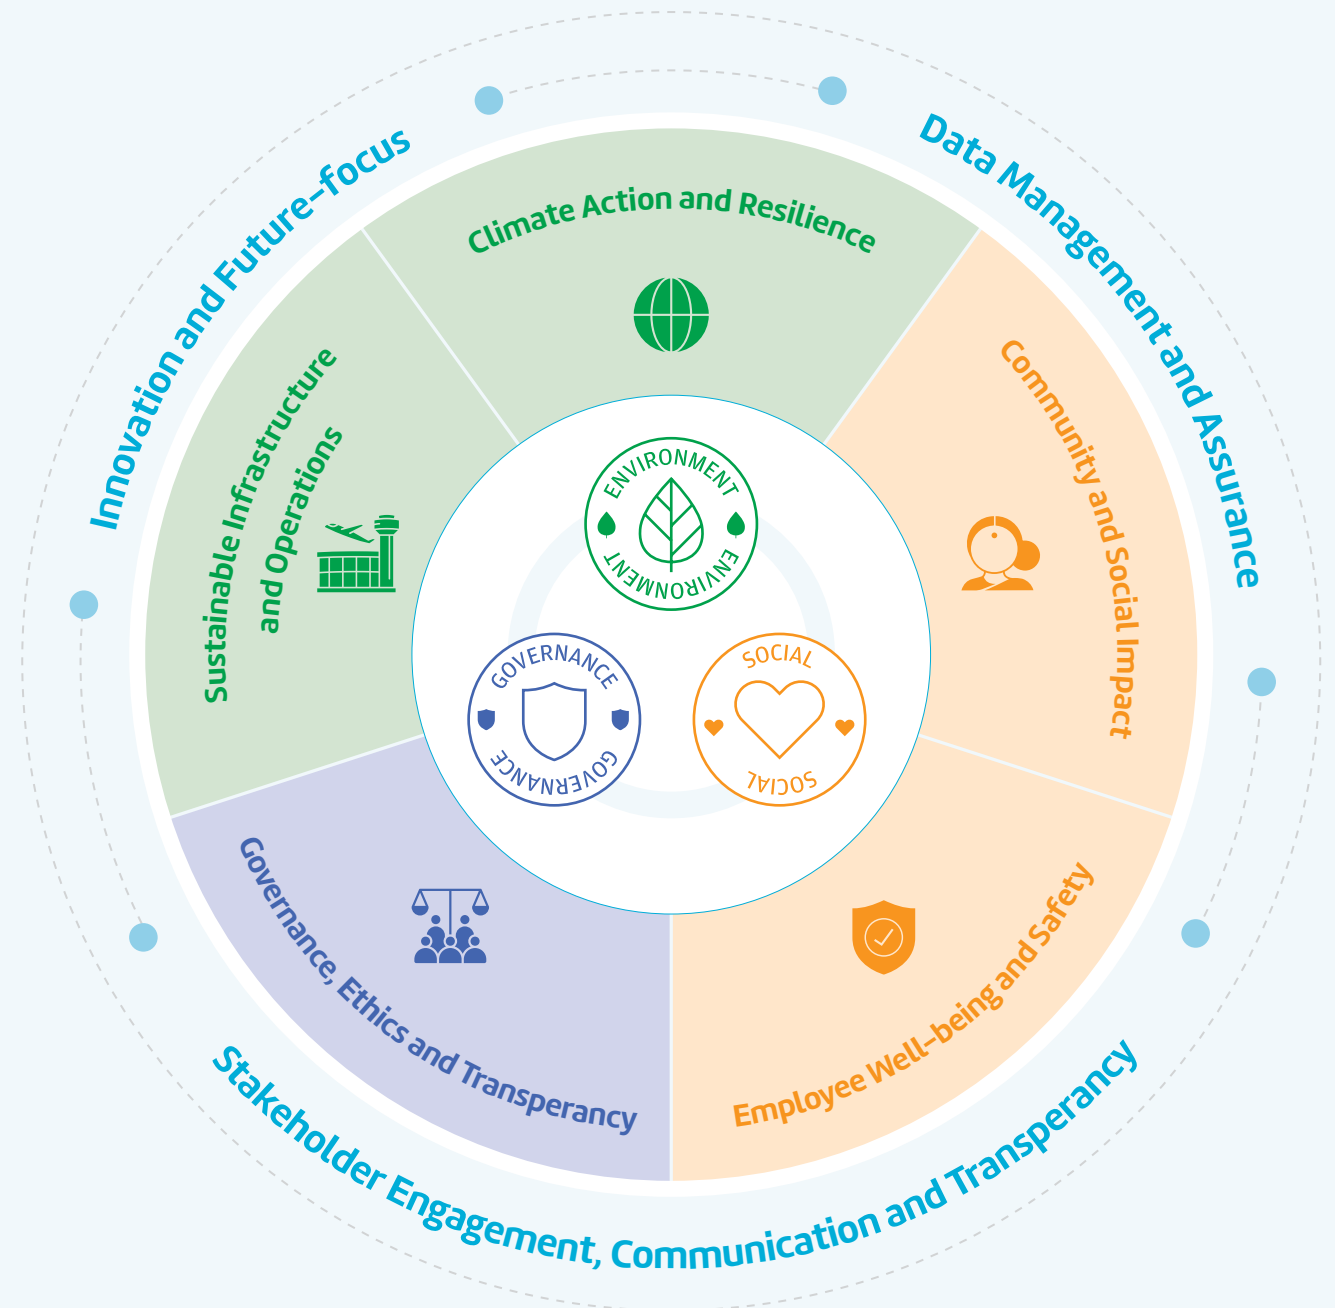 Innovation and Future-focus
Data Management and Assurance
Climate Action and Resilience
Sustainable Infrastructure
and Operations
Community and Social Impact
ENVIRONMENT
ENVIRONMENT
GOVERNANCE
GOVERNANCE
SOCIAL
SOCIAL
Governance, Ethics and Transperancy
Employee Well-being and Safety
Stakeholder Engagement, Communication and Transperancy